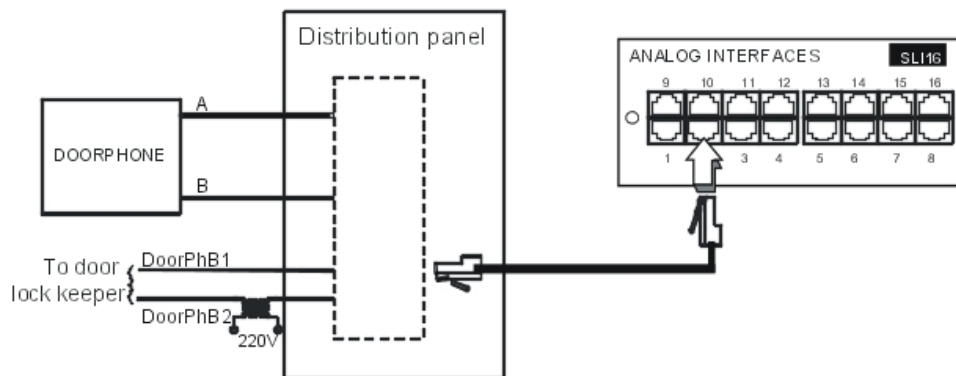 Distribution panel
DOORPHONE
A
B
To door
lock keeper
DoorPhB1
DoorPhB2
220V
ANALOG INTERFACES
SLI16
9 10 11 12 13 14 15 16
1 3 4 5 6 7 8